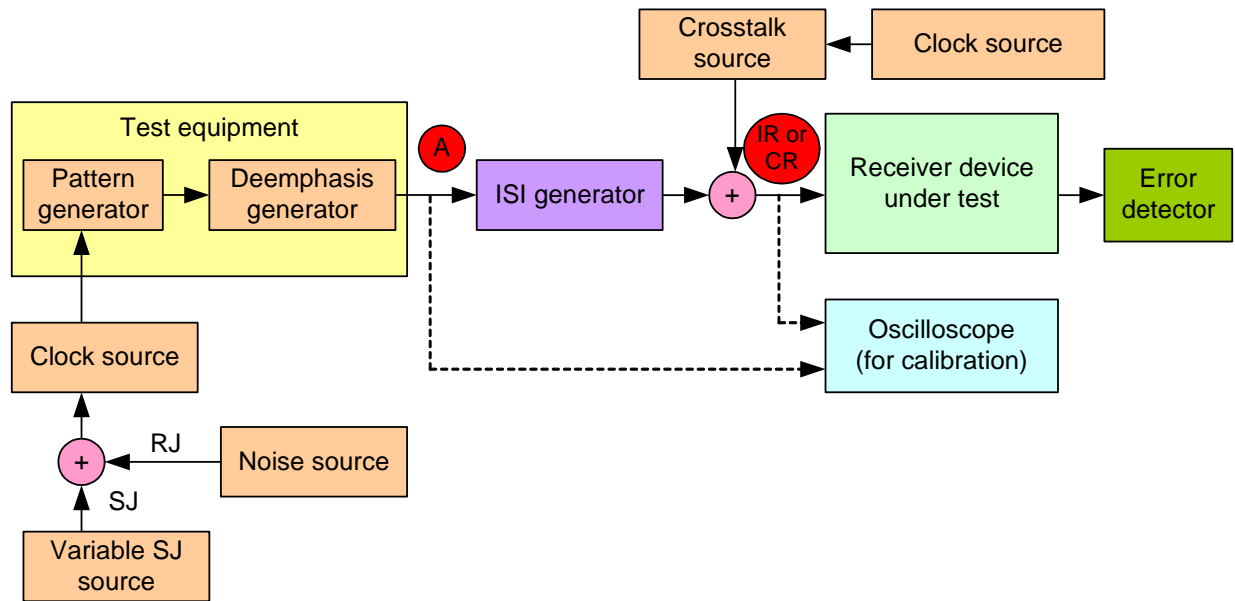 Crosstalk
source
Clock source
Test equipment
Pattern
generator
Deemphasis
generator
A
ISI generator
+
IR or
CR
Receiver device
under test
Error
detector
Clock source
Oscilloscope
(for calibration)
+
RJ
Noise source
SJ
Variable SJ
source